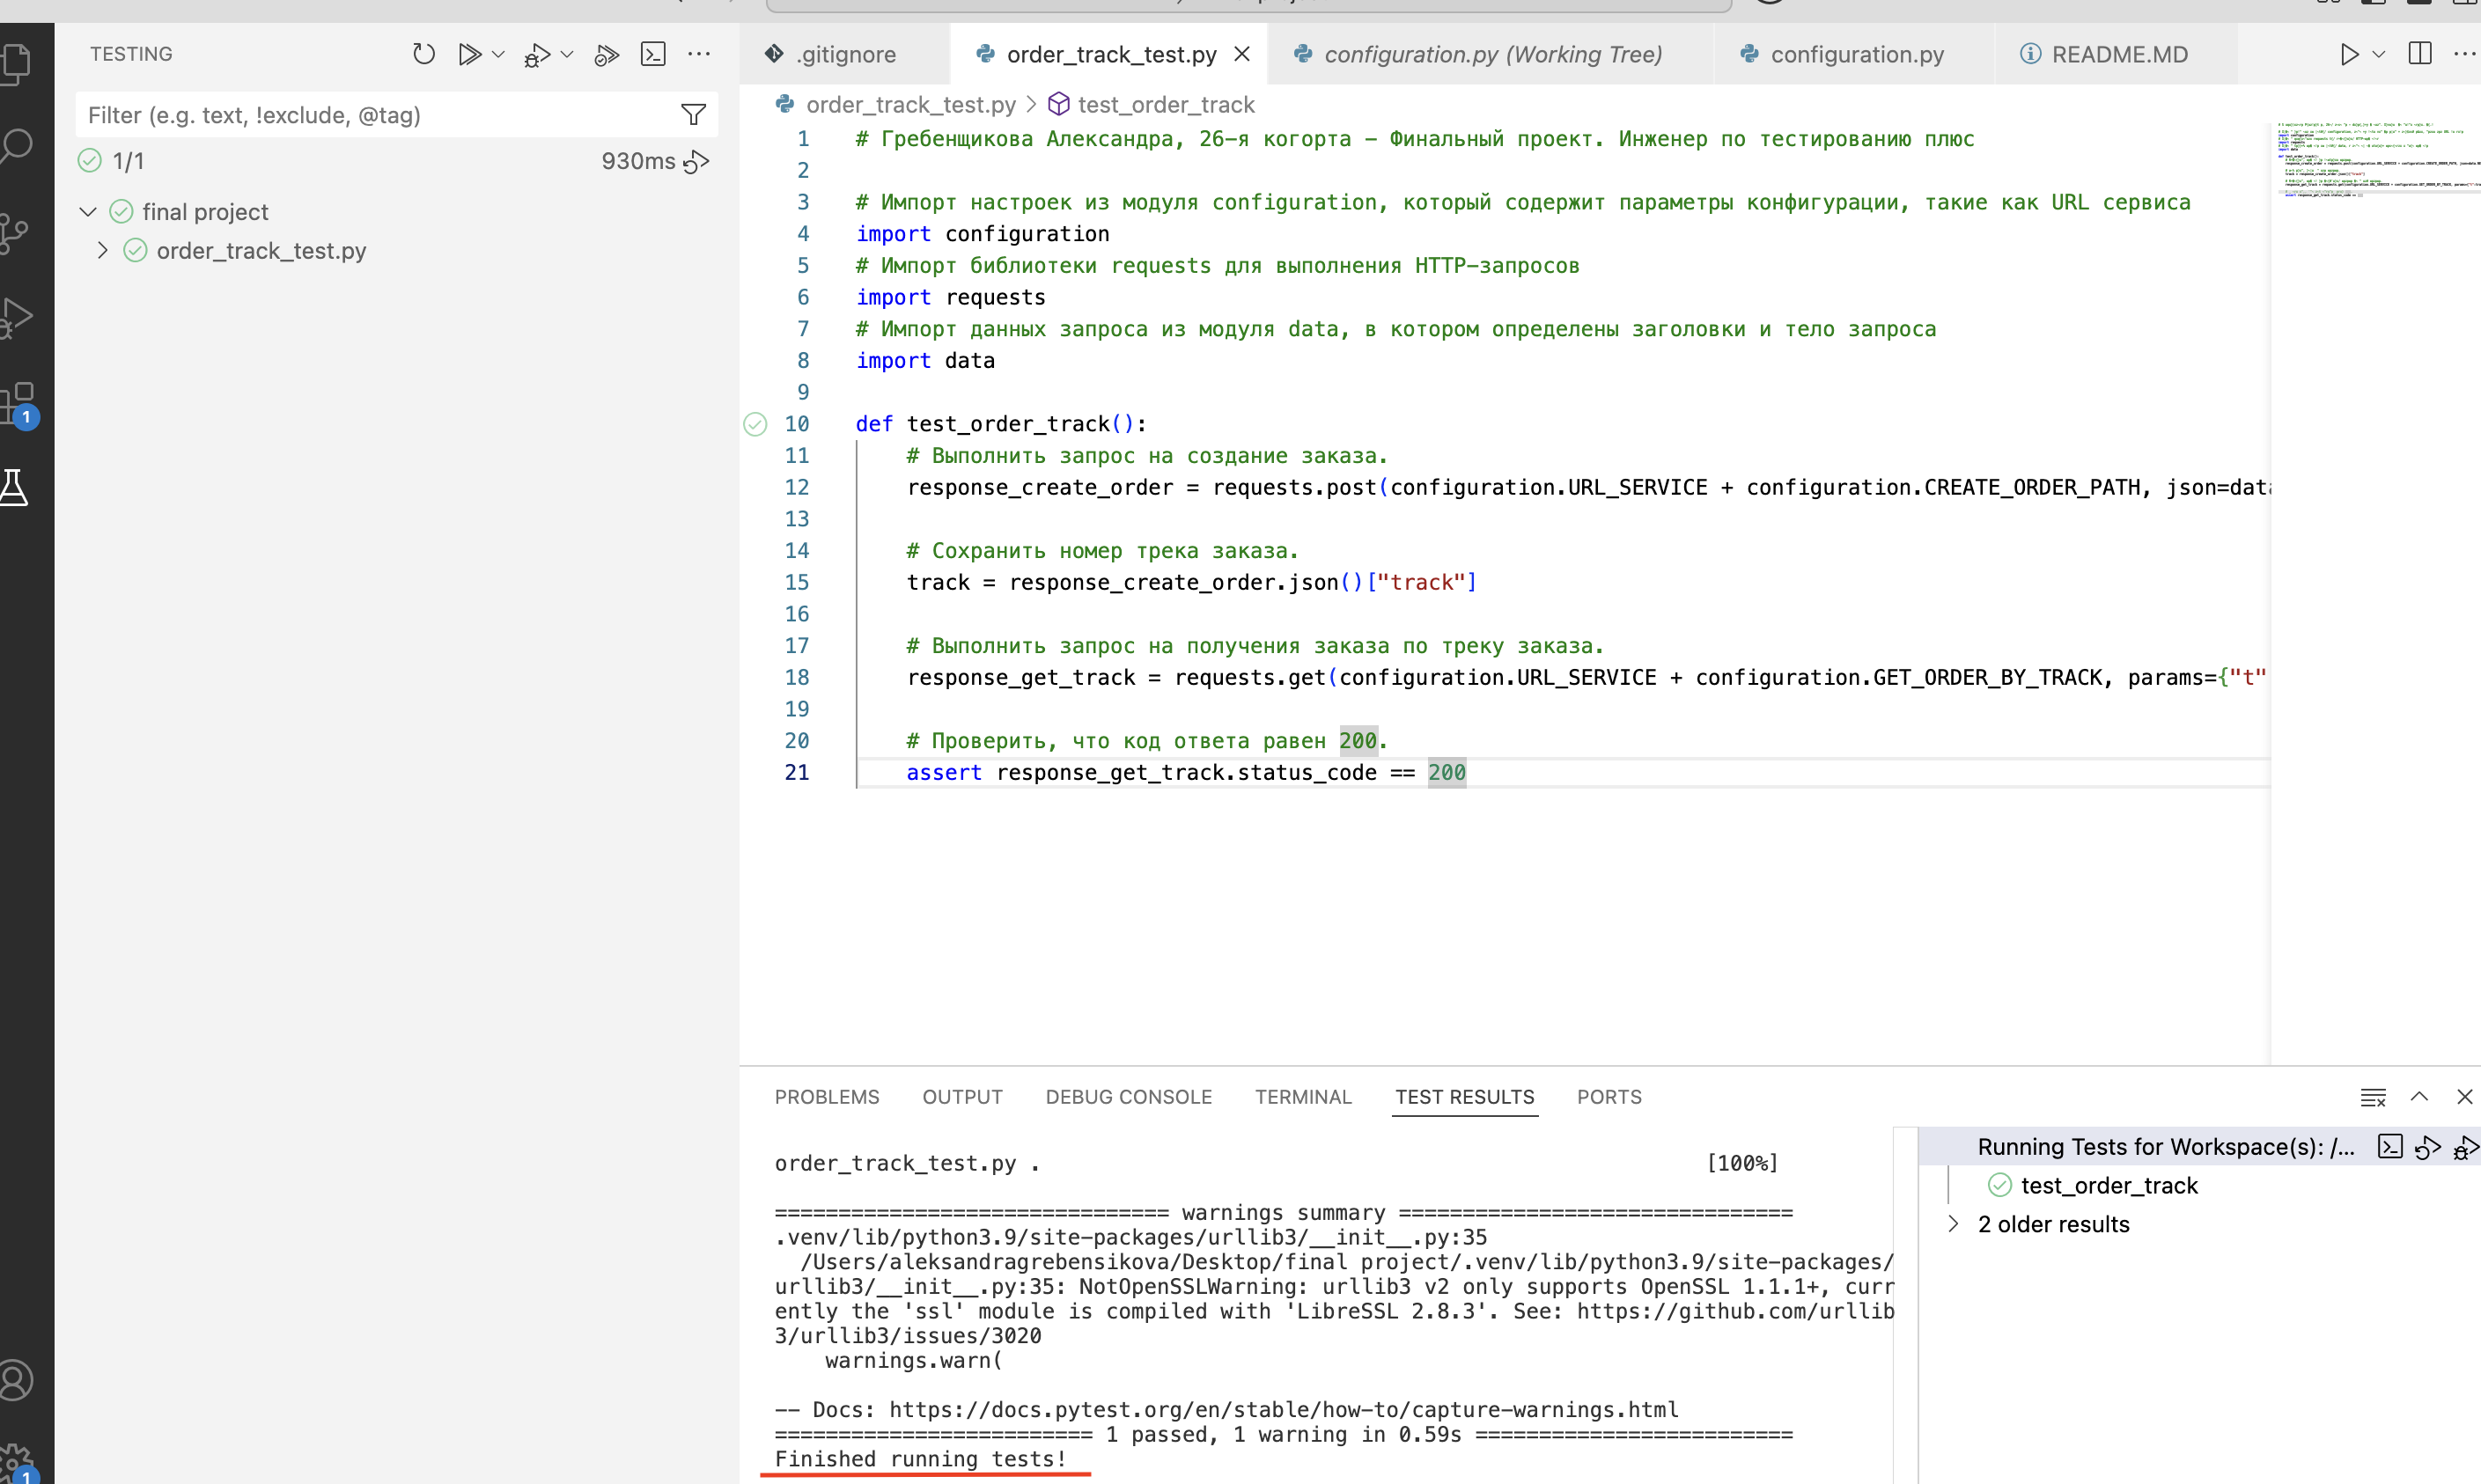 TESTING
Filter (e.g. text, !exclude, @tag)
1/1 930ms
final project
order_track_test.py
1
1
.gitignore order_track_test.py configuration.py (Working Tree) configuration.py README.MD
order_track_test.py > test_order_track
1 # Гребенщикова Александра, 26-я когорта – Финальный проект. Инженер по тестированию плюс
2
3 # Импорт настроек из модуля configuration, который содержит параметры конфигурации, такие как URL сервиса
4 import configuration
5 # Импорт библиотеки requests для выполнения HTTP-запросов
6 import requests
7 # Импорт данных запроса из модуля data, в котором определены заголовки и тело запроса
8 import data
9
10 def test_order_track():
11 # Выполнить запрос на создание заказа.
12 response_create_order = requests.post(configuration.URL_SERVICE + configuration.CREATE_ORDER_PATH, json=data
13
14 # Сохранить номер трека заказа.
15 track = response_create_order.json()["track"]
16
17 # Выполнить запрос на получения заказа по треку заказа.
18 response_get_track = requests.get(configuration.URL_SERVICE + configuration.GET_ORDER_BY_TRACK, params={"t"
19
20 # Проверить, что код ответа равен 200.
21 assert response_get_track.status_code == 200
PROBLEMS OUTPUT DEBUG CONSOLE TERMINAL TEST RESULTS PORTS
order_track_test.py . [100%]
=============================== warnings summary ===============================
.venv/lib/python3.9/site-packages/urllib3/__init__.py:35
/Users/aleksandragrebensikova/Desktop/final project/.venv/lib/python3.9/site-packages/
urllib3/__init__.py:35: NotOpenSSLWarning: urllib3 v2 only supports OpenSSL 1.1.1+, curr
ently the 'ssl' module is compiled with 'LibreSSL 2.8.3'. See: https://github.com/urllib
3/urllib3/issues/3020
warnings.warn(
-- Docs: https://docs.pytest.org/en/stable/how-to/capture-warnings.html
========================= 1 passed, 1 warning in 0.59s =========================
Finished running tests!
Running Tests for Workspace(s): /...
test_order_track
2 older results